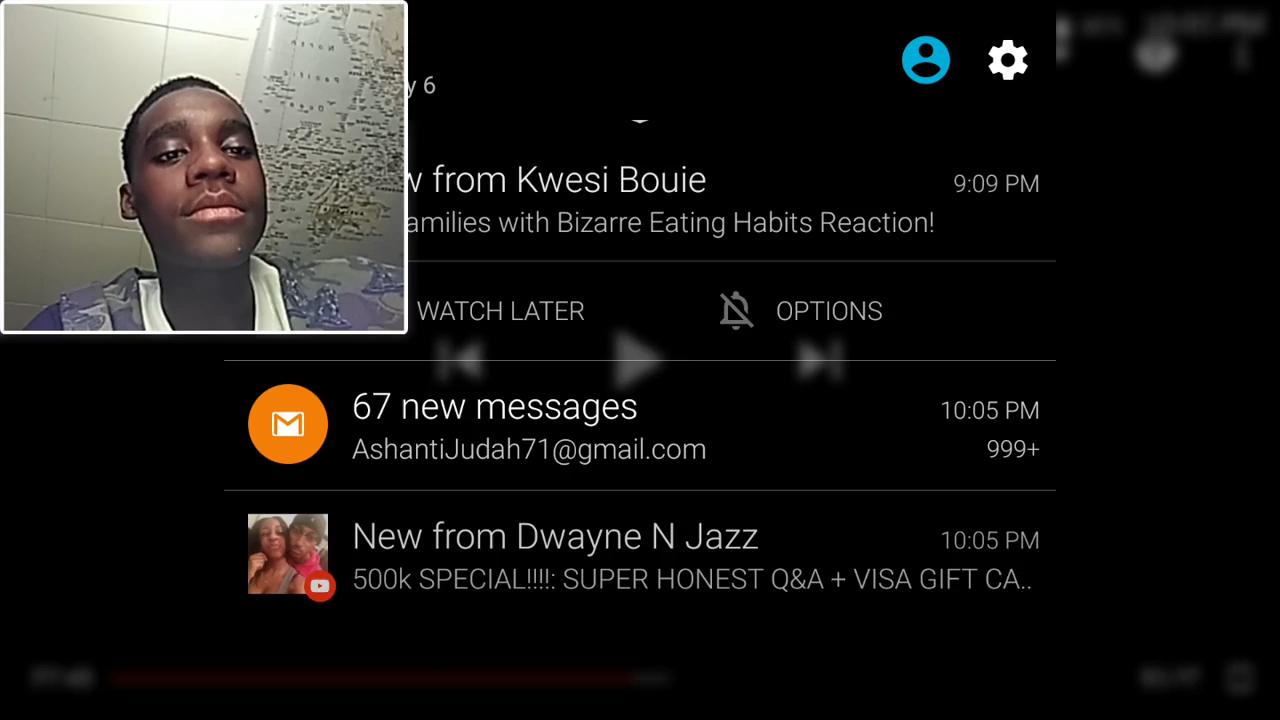 y 6
w from Kwesi Bouie
9:09 PM
amilies with Bizarre Eating Habits Reaction!
WATCH LATER
OPTIONS
67 new messages
10:05 PM
AshantiJudah71@gmail.com
999+
New from Dwayne N Jazz
10:05 PM
500k SPECIAL!!!!: SUPER HONEST Q&A + VISA GIFT CA..